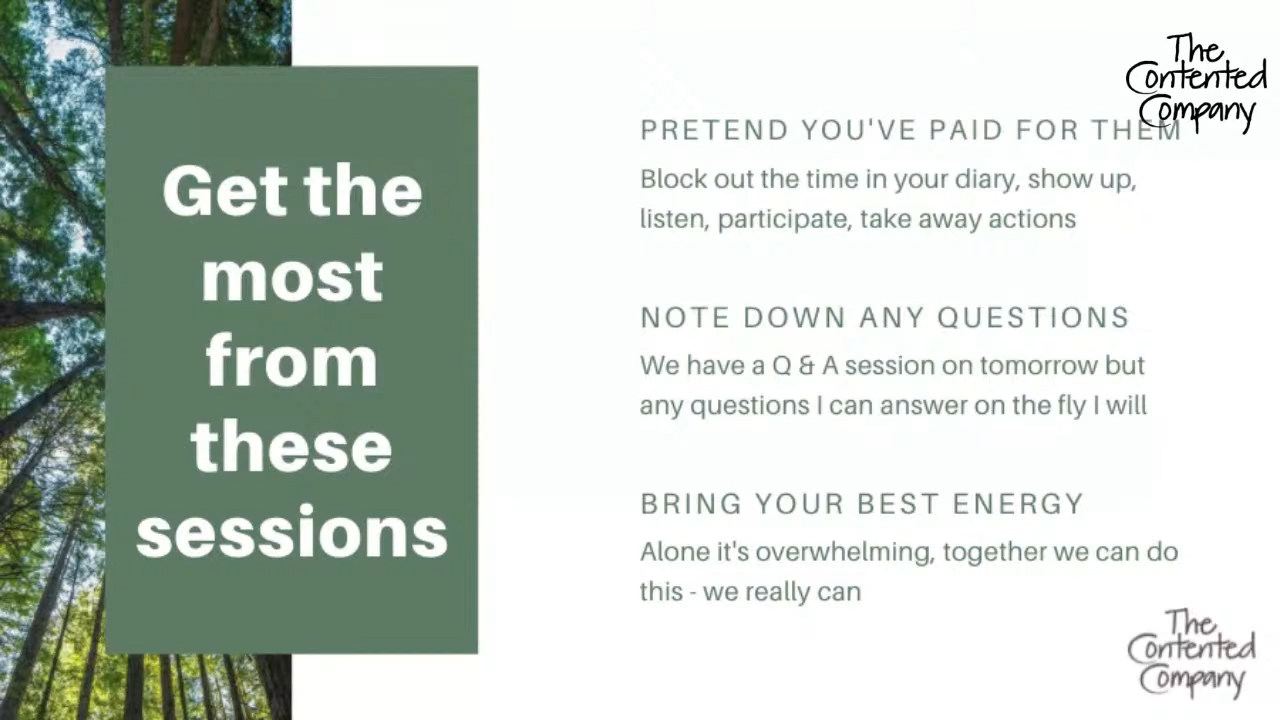 Get the
most
from
these
sessions
The
Contented
Company
PRETEND YOU'VE PAID FOR THEM
Block out the time in your diary, show up,
listen, participate, take away actions
NOTE DOWN ANY QUESTIONS
We have a Q & A session on tomorrow but
any questions I can answer on the fly I will
BRING YOUR BEST ENERGY
Alone it's overwhelming, together we can do
this - we really can
The
Contented
Company